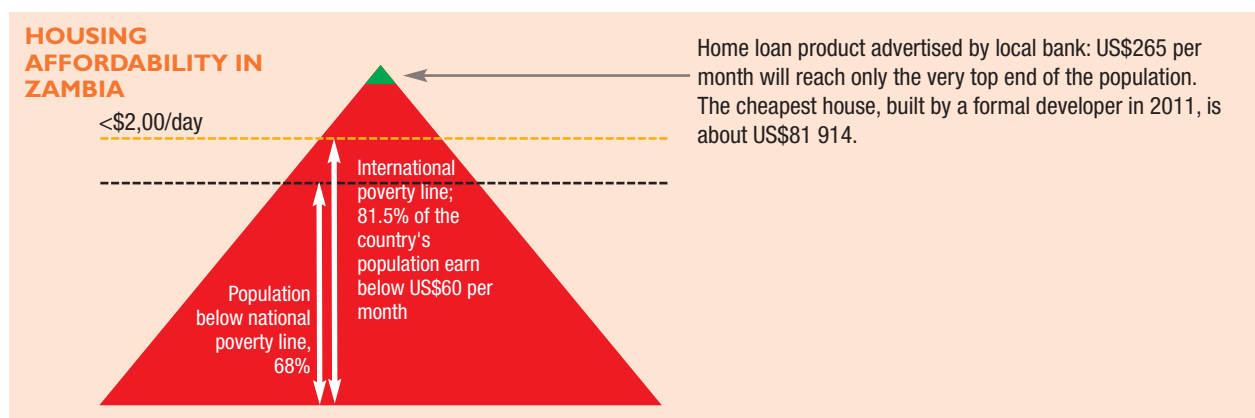 HOUSING
AFFORDABILITY IN
ZAMBIA
<$2,00/day
International
poverty line;
81.5% of the
country's
population earn
below US$60 per
month
Population
below national
poverty line,
68%
Home loan product advertised by local bank: US$265 per
month will reach only the very top end of the population.
The cheapest house, built by a formal developer in 2011, is
about US$81 914.